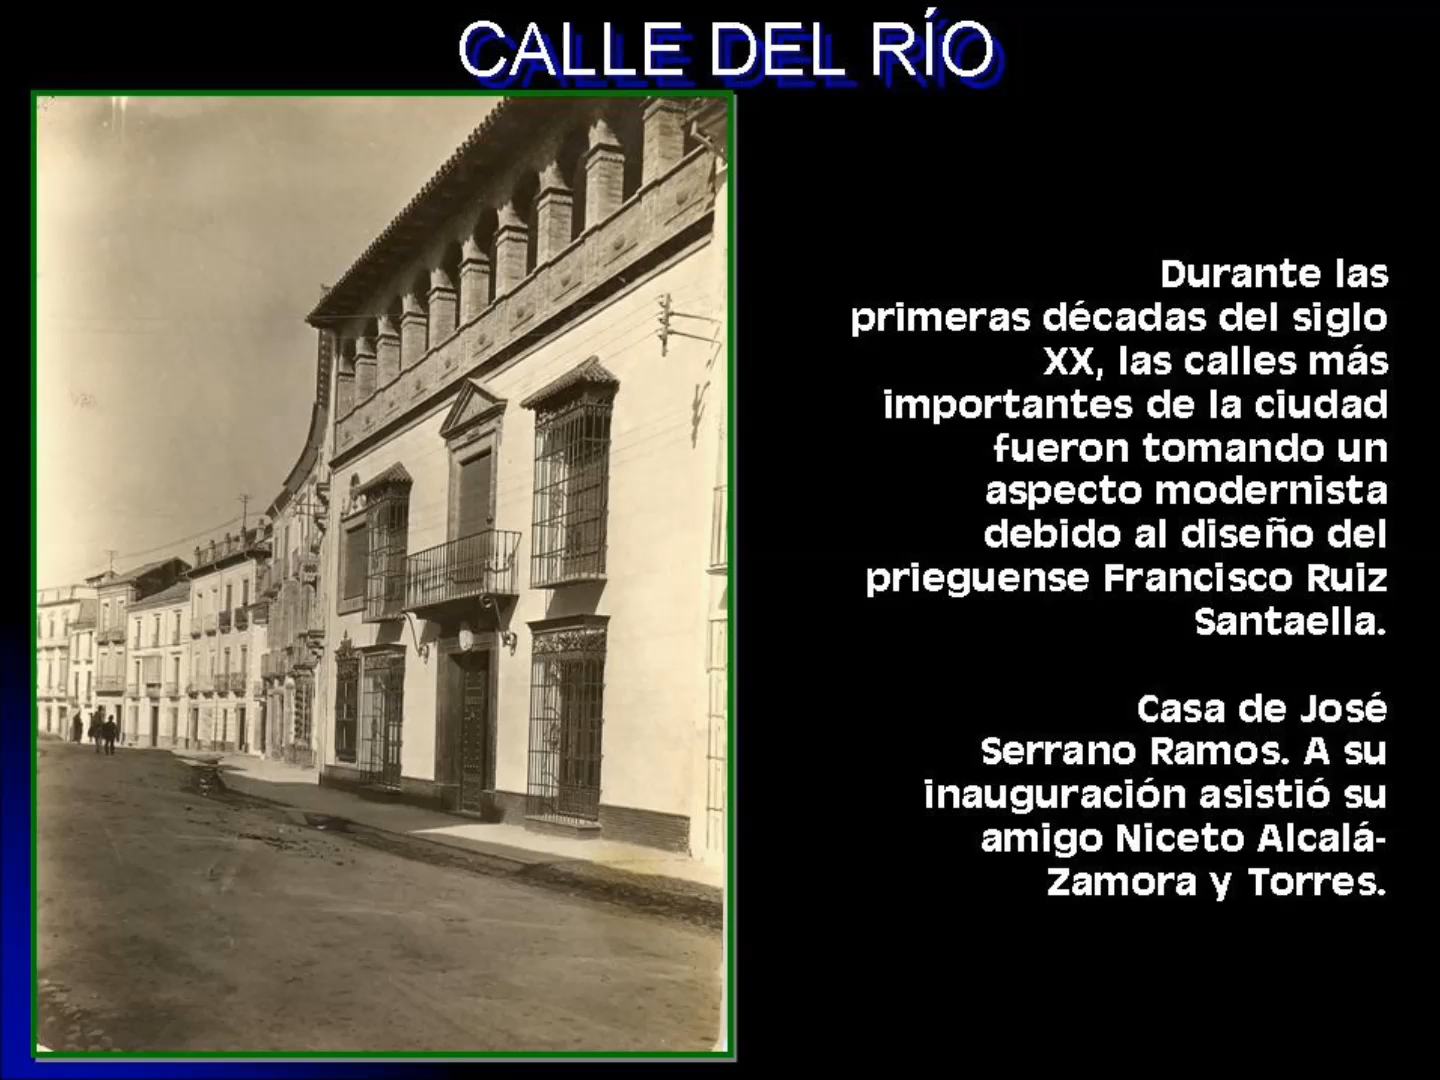 CALLE DEL RÍO
Durante las
primeras décadas del siglo
XX, las calles más
importantes de la ciudad
fueron tomando un
aspecto modernista
debido al diseño del
prieguense Francisco Ruiz
Santaella.
Casa de José
Serrano Ramos. A su
inauguración asistió su
amigo Niceto Alcalá-
Zamora y Torres.